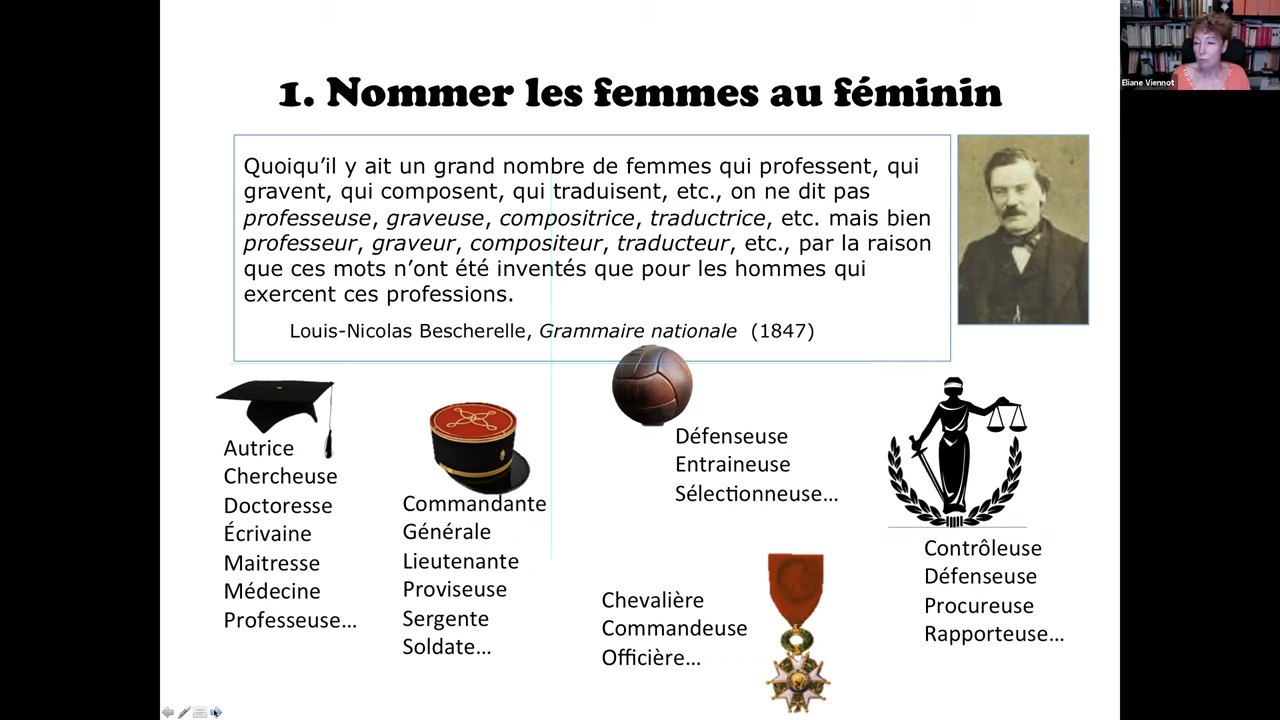 1. Nommer les femmes au féminin
Eliane Viennot
Quoiqu’il y ait un grand nombre de femmes qui professent, qui
gravent, qui composent, qui traduisent, etc., on ne dit pas
professeuse, graveuse, compositrice, traductrice, etc. mais bien
professeur, graveur, compositeur, traducteur, etc., par la raison
que ces mots n’ont été inventés que pour les hommes qui
exercent ces professions.
Louis-Nicolas Bescherelle, Grammaire nationale (1847)
Autrice
Chercheuse
Doctoresse
Écrivaine
Maitresse
Médecine
Professeuse…
Commandante
Générale
Lieutenante
Proviseuse
Sergente
Soldate…
Défenseuse
Entraineuse
Sélectionneuse…
Chevalière
Commandeuse
Officière…
Contrôleuse
Défenseuse
Procureuse
Rapporteuse…